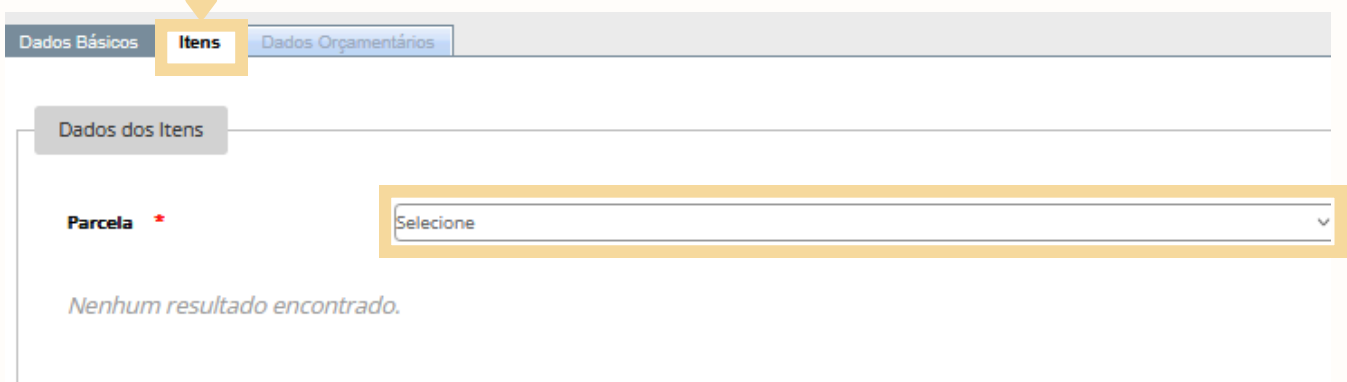 Dados Básicos Itens Dados Orçamentários
Dados dos Itens
Parcela * Selecione
Nenhum resultado encontrado.